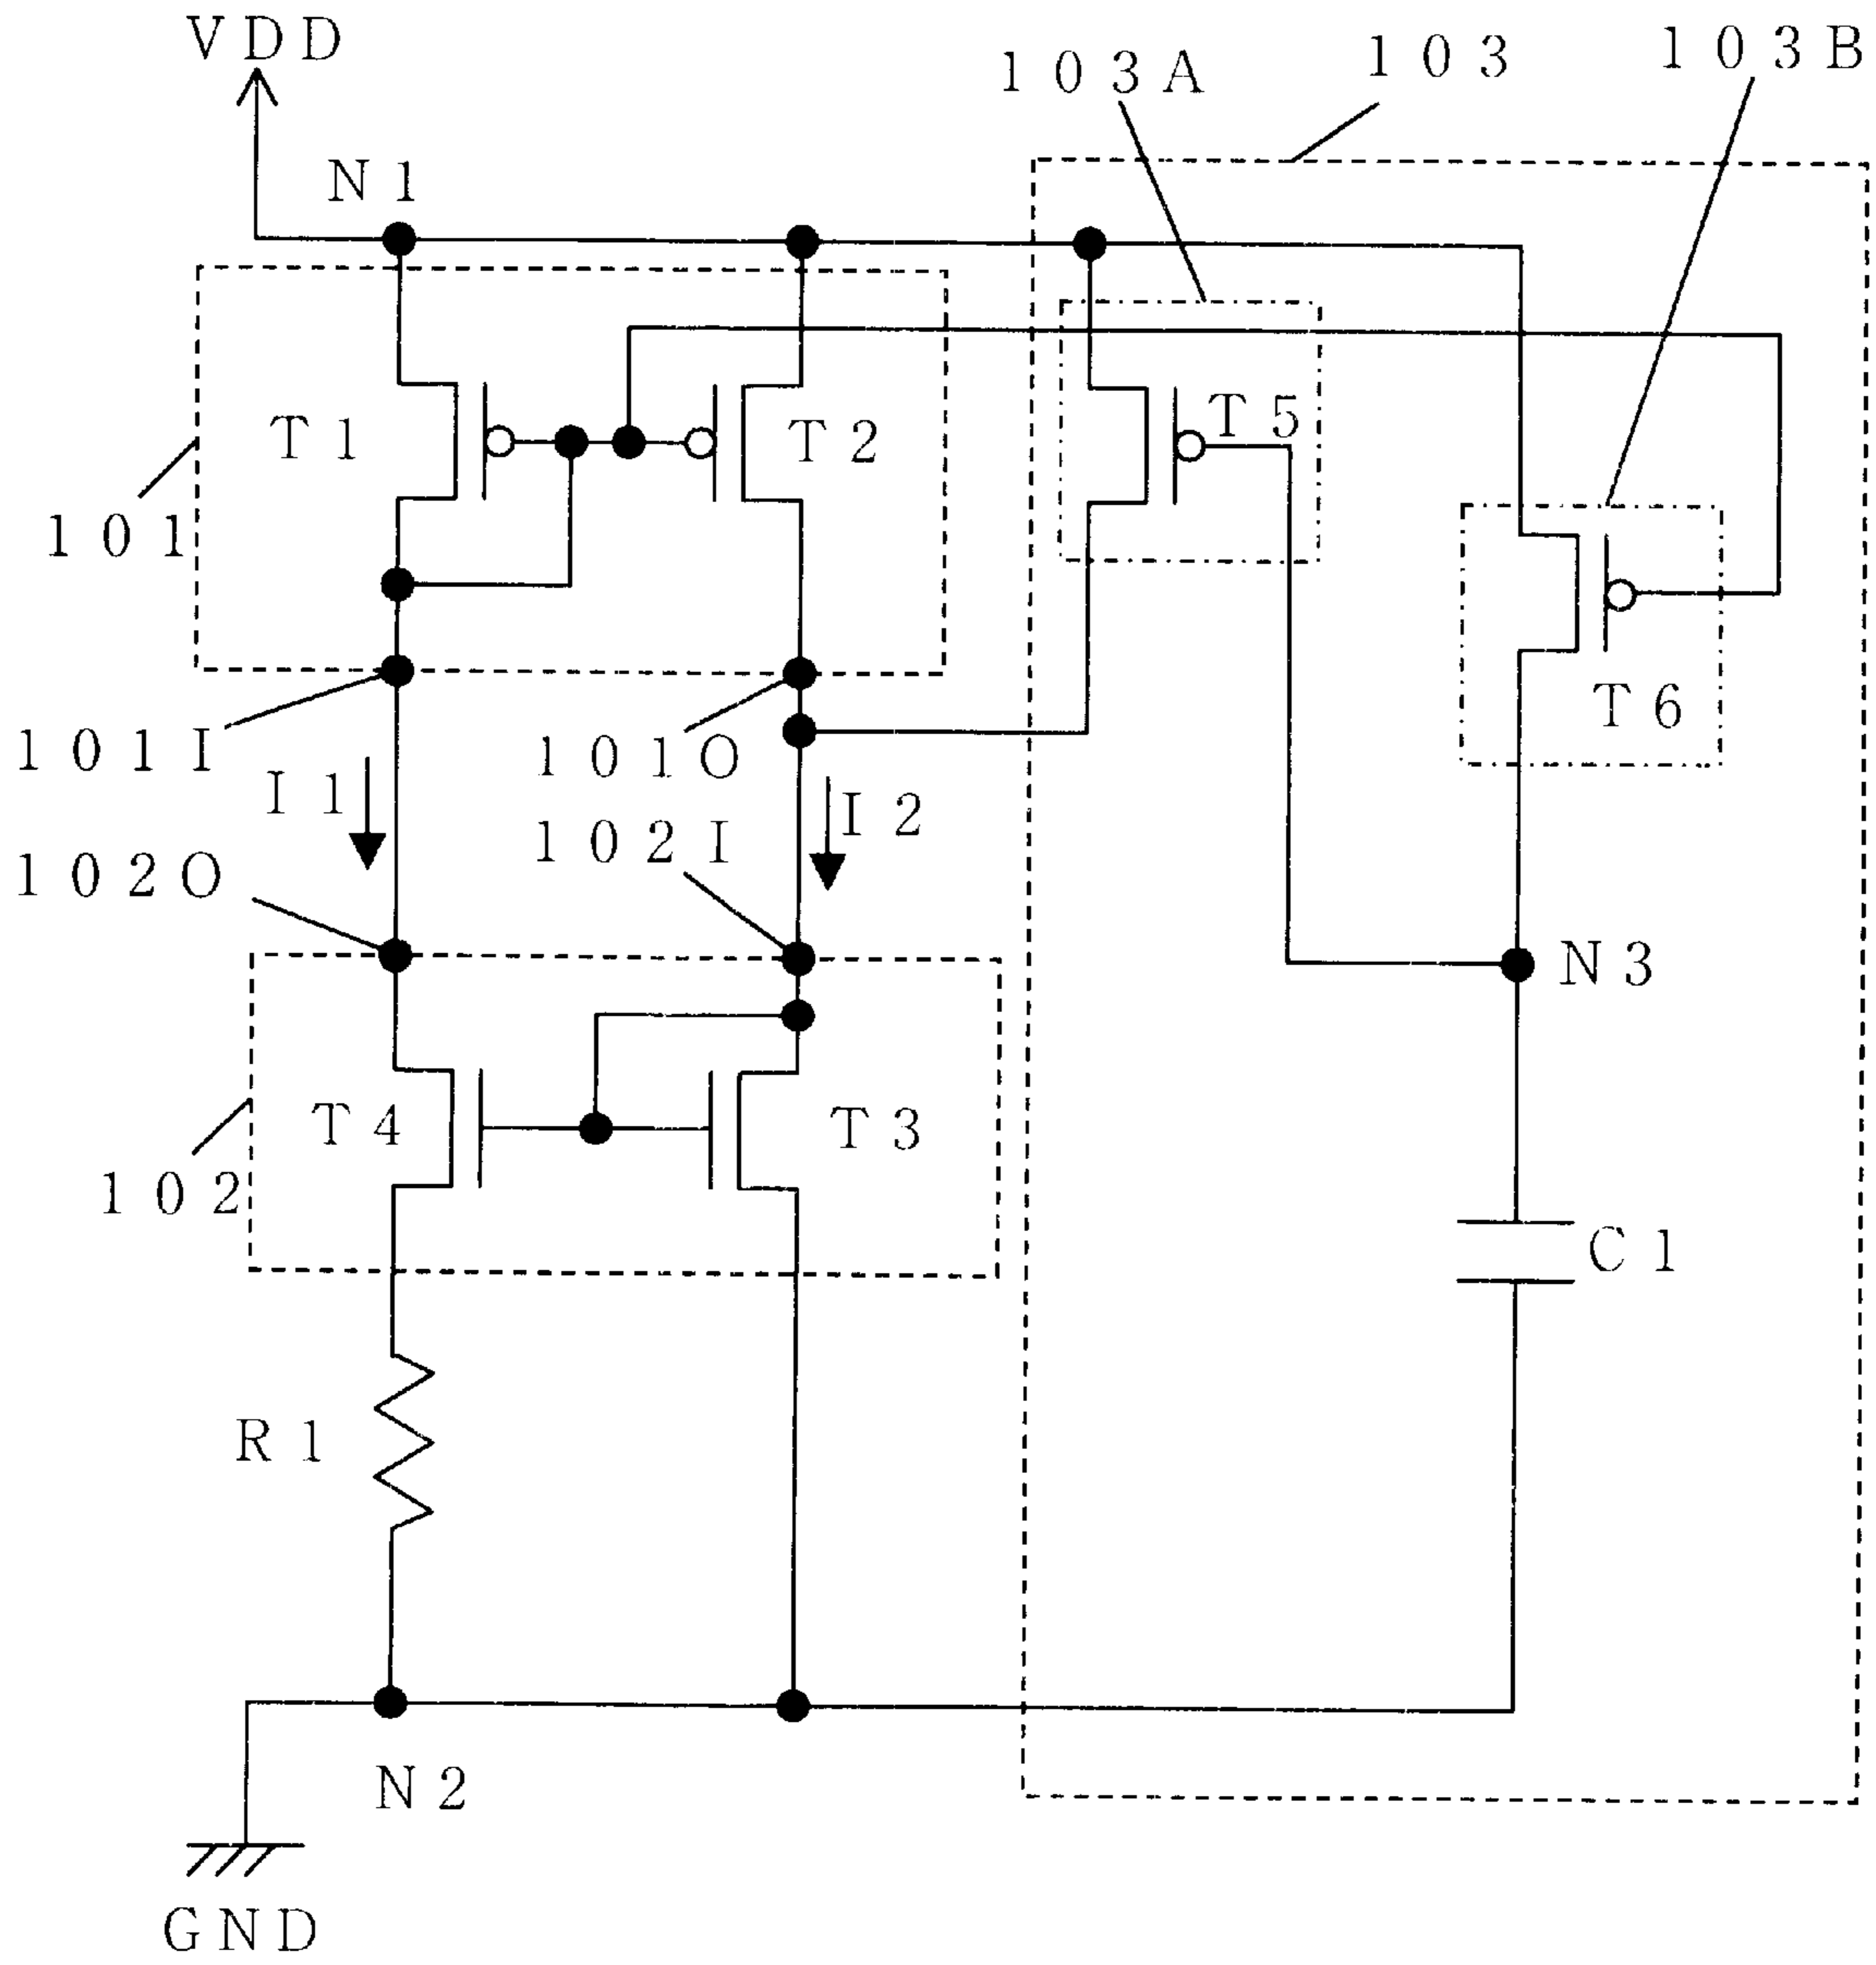 VDD
103A
103
103B
N1
T1
T2
T5
101
T6
101I
101O
I1
I2
102I
102O
N3
T4
T3
102
C1
R1
N2
GND